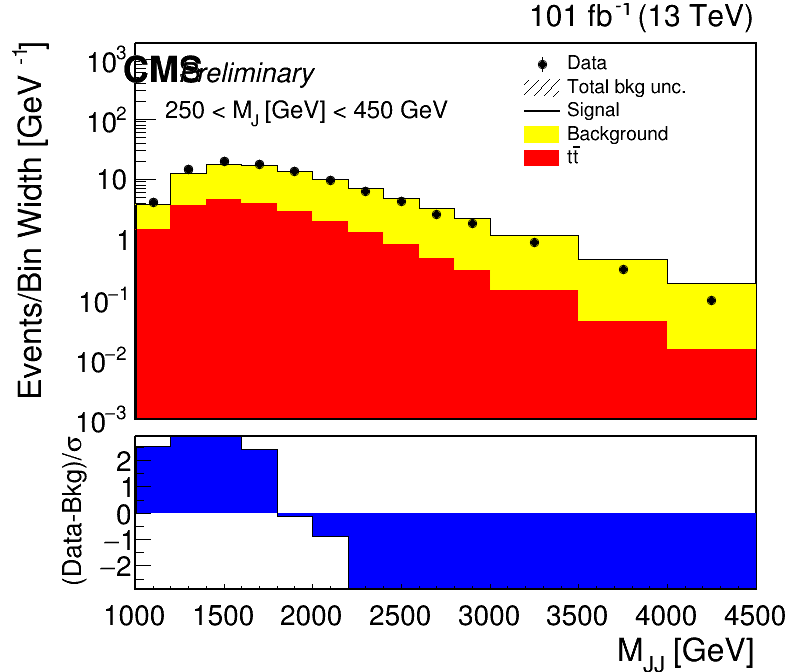 101 fb⁻¹ (13 TeV)
CMS Preliminary
250 < M_J [GeV] < 450 GeV
Data
Total bkg unc.
Signal
Background
tt̄
Events/Bin Width [GeV⁻¹]
10³
10²
10
1
10⁻¹
10⁻²
10⁻³
(Data-Bkg)/σ
2
1
0
−1
−2
1000 1500 2000 2500 3000 3500 4000 4500
M_JJ [GeV]